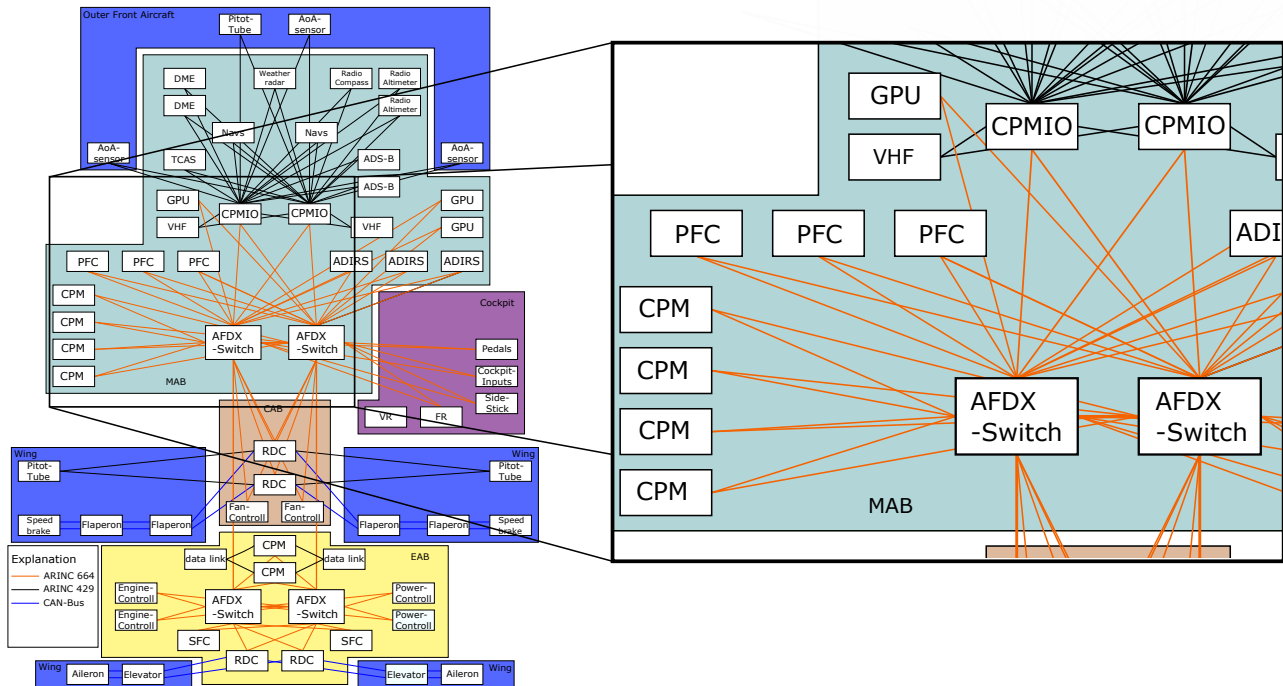 Outer Front Aircraft
Pitot-
Tube
AoA-
sensor
DME
Weather
radar
Radio
Compass
Radio
Altimeter
DME
Radio
Altimeter
Navs
Navs
AoA-
sensor
TCAS
ADS-B
AoA-
sensor
ADS-B
GPU
CPMIO
CPMIO
GPU
VHF
VHF
GPU
PFC
PFC
PFC
ADIRS
ADIRS
ADIRS
CPM
CPM
CPM
CPM
AFDX
-Switch
AFDX
-Switch
MAB
Cockpit
Pedals
Cockpit-
Inputs
Side-
Stick
VR
FR
CAB
RDC
RDC
Fan-
Controll
Fan-
Controll
Wing
Pitot-
Tube
Speed
brake
Flaperon
Flaperon
Wing
Pitot-
Tube
Flaperon
Flaperon
Speed
brake
Explanation
ARINC 664
ARINC 429
CAN-Bus
EAB
CPM
data link
data link
CPM
Engine-
Controll
Engine-
Controll
AFDX
-Switch
AFDX
-Switch
Power-
Controll
Power-
Controll
SFC
SFC
RDC
RDC
Wing
Aileron
Elevator
Elevator
Aileron
Wing
GPU
CPMIO
CPMIO
VHF
PFC
PFC
PFC
ADI
CPM
CPM
CPM
CPM
AFDX
-Switch
AFDX
-Switch
MAB